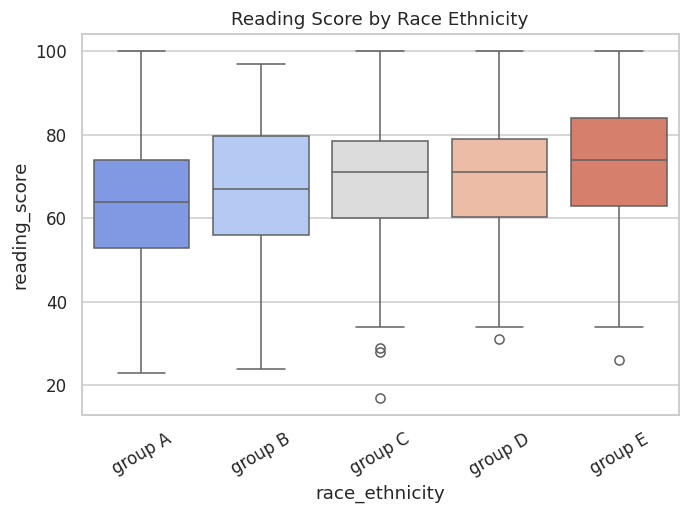 Reading Score by Race Ethnicity
reading_score
100
80
60
40
20
group A
group B
group C
group D
group E
race_ethnicity